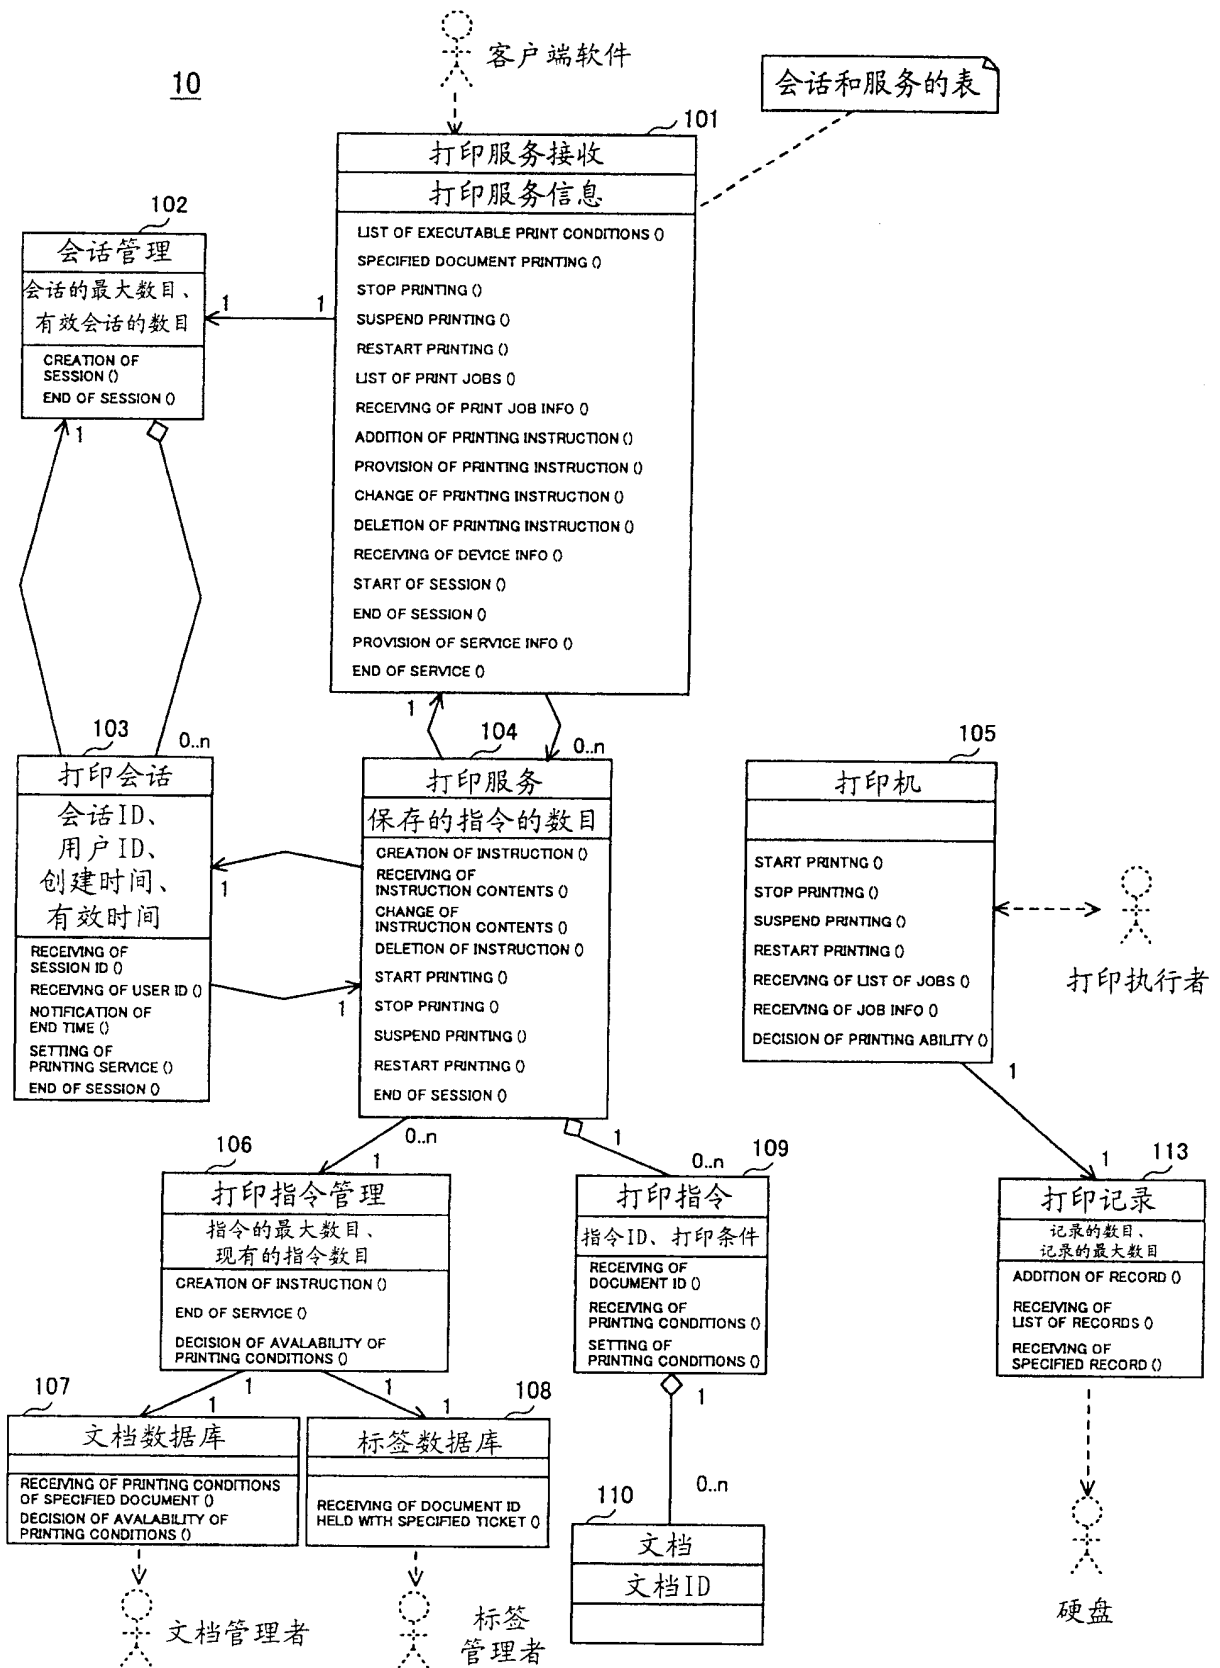 客户端软件
10
会话和服务的表
101
打印服务接收
打印服务信息
LIST OF EXECUTABLE PRINT CONDITIONS ()
SPECIFIED DOCUMENT PRINTING ()
STOP PRINTING ()
SUSPEND PRINTING ()
RESTART PRINTING ()
LIST OF PRINT JOBS ()
RECEIVING OF PRINT JOB INFO ()
ADDITION OF PRINTING INSTRUCTION ()
PROVISION OF PRINTING INSTRUCTION ()
CHANGE OF PRINTING INSTRUCTION ()
DELETION OF PRINTING INSTRUCTION ()
RECEIVING OF DEVICE INFO ()
START OF SESSION ()
END OF SESSION ()
PROVISION OF SERVICE INFO ()
END OF SERVICE ()
102
会话管理
会话的最大数目、
有效会话的数目
CREATION OF
SESSION ()
END OF SESSION ()
1
1
1
0..n
1
0..n
103
打印会话
会话ID、
用户ID、
创建时间、
有效时间
RECEIVING OF
SESSION ID ()
RECEIVING OF USER ID ()
NOTIFICATION OF
END TIME ()
SETTING OF
PRINTING SERVICE ()
END OF SESSION ()
1
1
104
打印服务
保存的指令的数目
CREATION OF INSTRUCTION ()
RECEIVING OF
INSTRUCTION CONTENTS ()
CHANGE OF
INSTRUCTION CONTENTS ()
DELETION OF INSTRUCTION ()
START PRINTING ()
STOP PRINTING ()
SUSPEND PRINTING ()
RESTART PRINTING ()
END OF SESSION ()
105
打印机
START PRINTNG ()
STOP PRINTING ()
SUSPEND PRINTING ()
RESTART PRINTING ()
RECEIVING OF LIST OF JOBS ()
RECEIVING OF JOB INFO ()
DECISION OF PRINTING ABILITY ()
打印执行者
1
1
0..n
1
1
0..n
106
打印指令管理
指令的最大数目、
现有的指令数目
CREATION OF INSTRUCTION ()
END OF SERVICE ()
DECISION OF AVALABILITY OF
PRINTING CONDITIONS ()
109
打印指令
指令ID、打印条件
RECEIVING OF
DOCUMENT ID ()
RECEIVING OF
PRINTING CONDITIONS ()
SETTING OF
PRINTING CONDITIONS ()
113
打印记录
记录的数目、
记录的最大数目
ADDITION OF RECORD ()
RECEIVING OF
LIST OF RECORDS ()
RECEIVING OF
SPECIFIED RECORD ()
1
1
1
1
1
0..n
107
文档数据库
RECEIVING OF PRINTING CONDITIONS
OF SPECIFIED DOCUMENT ()
DECISION OF AVALABILITY OF
PRINTING CONDITIONS ()
108
标签数据库
RECEIVING OF DOCUMENT ID
HELD WITH SPECIFIED TICKET ()
110
文档
文档ID
文档管理者
标签
管理者
硬盘